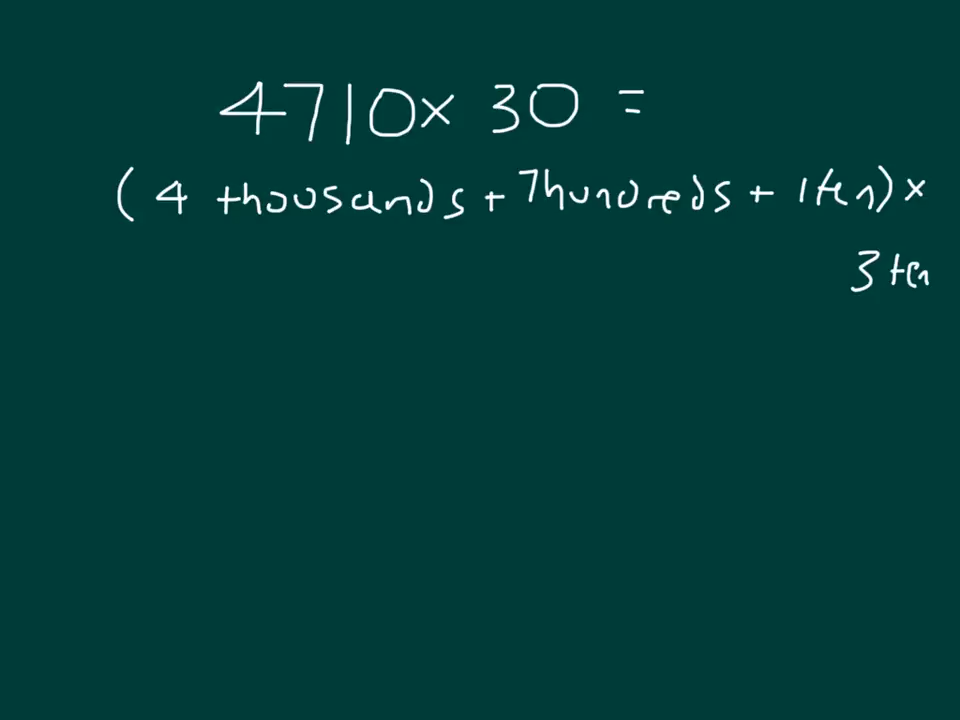 4710 x 30 =
( 4 thousands + 7 hundreds + 1 ten ) x
3 ten